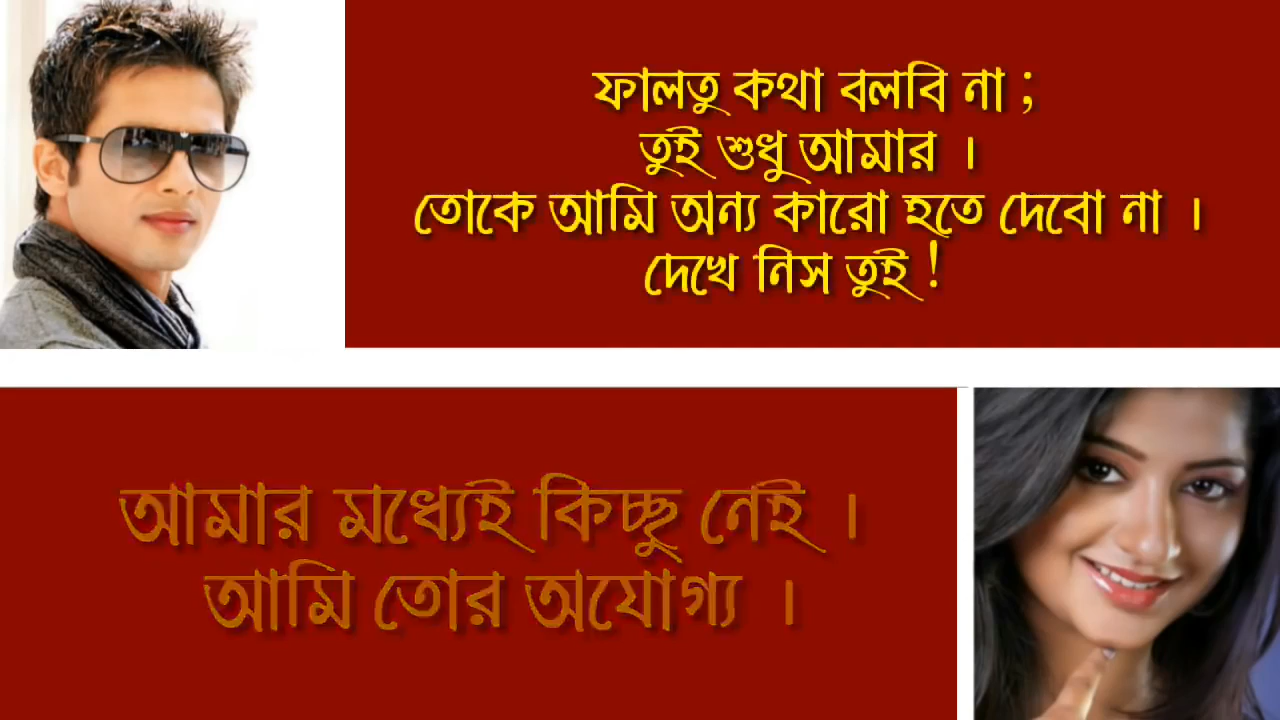 ফালতু কথা বলবি না ;
তুই শুধু আমার ।
তোকে আমি অন্য কারো হতে দেবো না ।
দেখে নিস তুই !
আমার মধ্যেই কিচ্ছু নেই ।
আমি তোর অযোগ্য ।